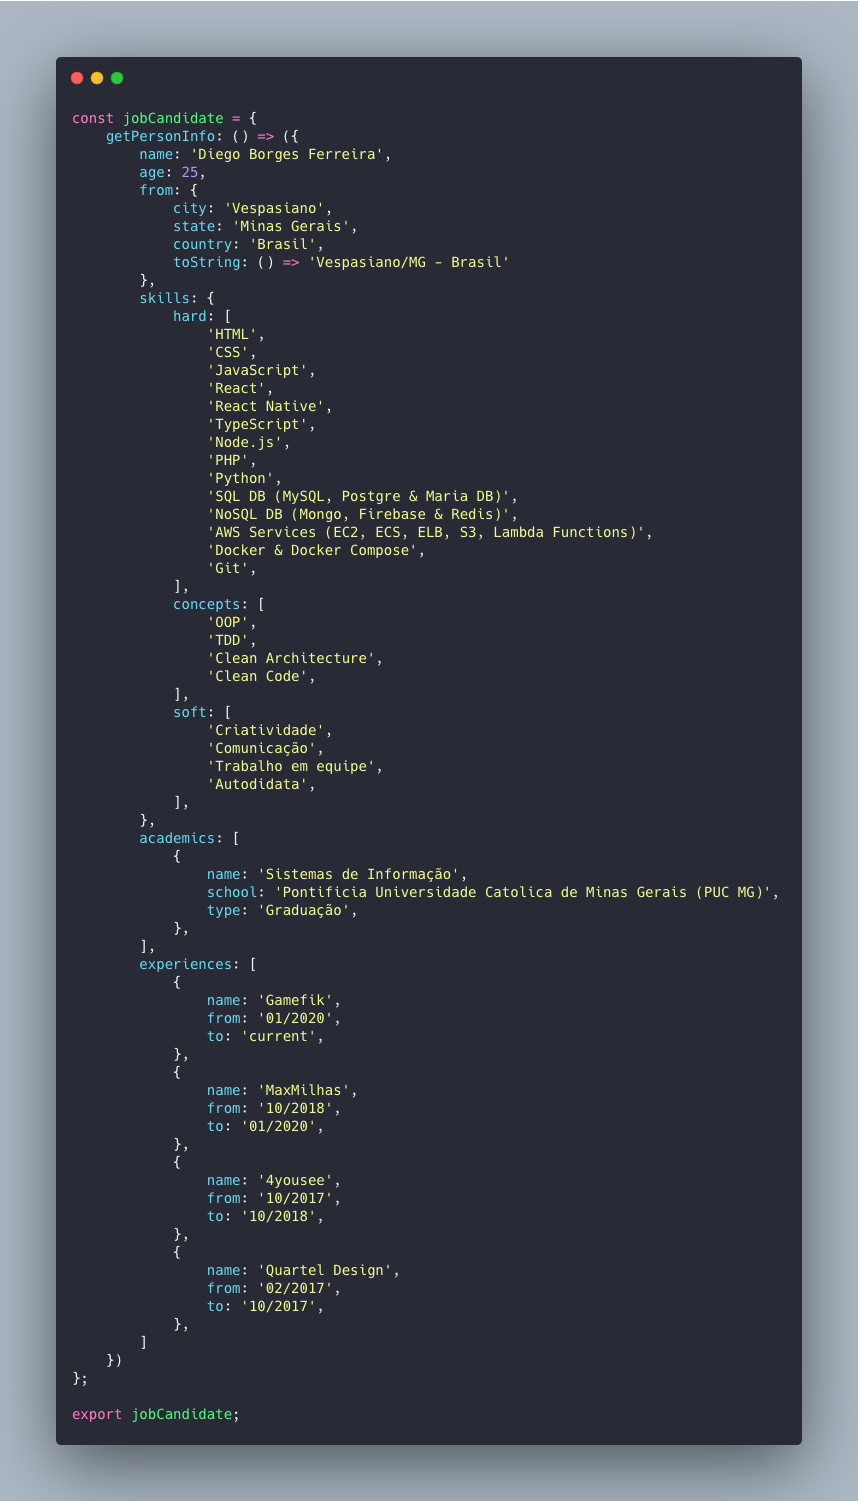 const jobCandidate = {
    getPersonInfo: () => ({
        name: 'Diego Borges Ferreira',
        age: 25,
        from: {
            city: 'Vespasiano',
            state: 'Minas Gerais',
            country: 'Brasil',
            toString: () => 'Vespasiano/MG - Brasil'
        },
        skills: {
            hard: [
                'HTML',
                'CSS',
                'JavaScript',
                'React',
                'React Native',
                'TypeScript',
                'Node.js',
                'PHP',
                'Python',
                'SQL DB (MySQL, Postgre & Maria DB)',
                'NoSQL DB (Mongo, Firebase & Redis)',
                'AWS Services (EC2, ECS, ELB, S3, Lambda Functions)',
                'Docker & Docker Compose',
                'Git',
            ],
            concepts: [
                'OOP',
                'TDD',
                'Clean Architecture',
                'Clean Code',
            ],
            soft: [
                'Criatividade',
                'Comunicação',
                'Trabalho em equipe',
                'Autodidata',
            ],
        },
        academics: [
            {
                name: 'Sistemas de Informação',
                school: 'Pontificia Universidade Catolica de Minas Gerais (PUC MG)',
                type: 'Graduação',
            },
        ],
        experiences: [
            {
                name: 'Gamefik',
                from: '01/2020',
                to: 'current',
            },
            {
                name: 'MaxMilhas',
                from: '10/2018',
                to: '01/2020',
            },
            {
                name: '4yousee',
                from: '10/2017',
                to: '10/2018',
            },
            {
                name: 'Quartel Design',
                from: '02/2017',
                to: '10/2017',
            },
        ]
    })
};

export jobCandidate;